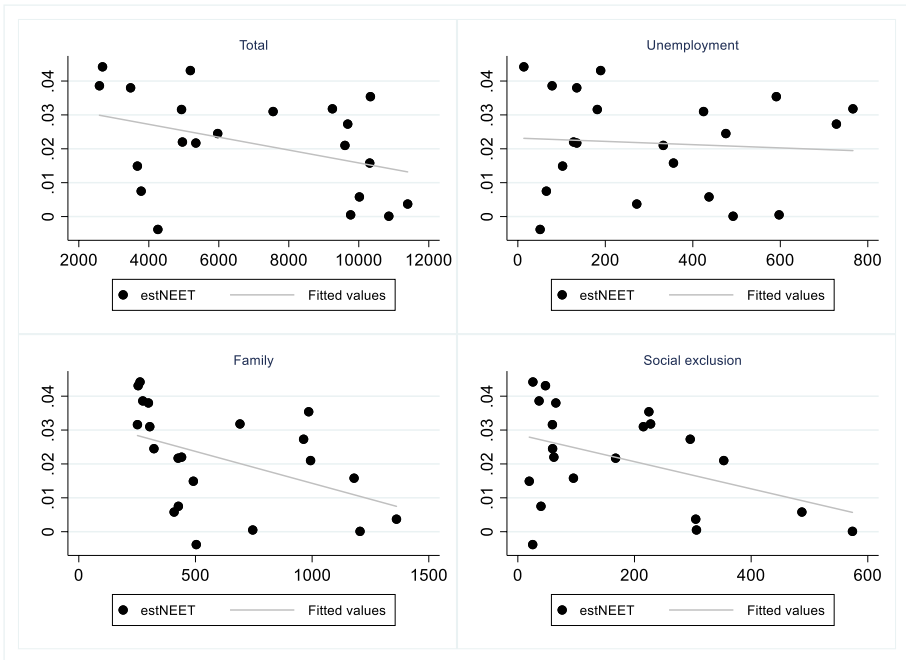 Total
.04
.03
.02
.01
0
2000 4000 6000 8000 10000 12000
estNEET Fitted values
Unemployment
.04
.03
.02
.01
0
0 200 400 600 800
estNEET Fitted values
Family
.04
.03
.02
.01
0
0 500 1000 1500
estNEET Fitted values
Social exclusion
.04
.03
.02
.01
0
0 200 400 600
estNEET Fitted values